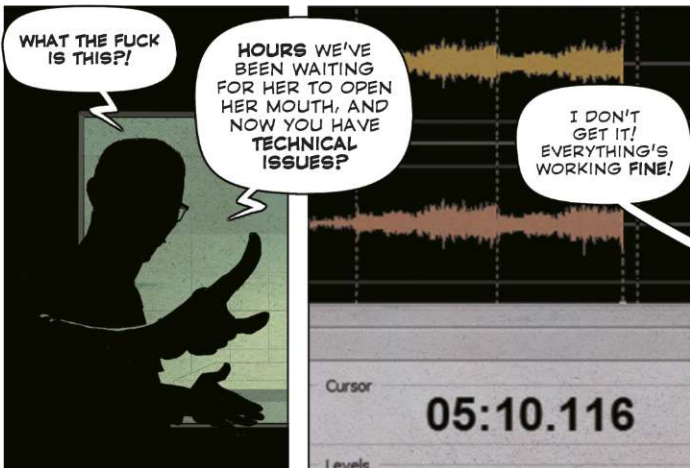 WHAT THE FUCK
IS THIS?!
HOURS WE'VE
BEEN WAITING
FOR HER TO OPEN
HER MOUTH, AND
NOW YOU HAVE
TECHNICAL
ISSUES?
I DON'T
GET IT!
EVERYTHING'S
WORKING FINE!
Cursor
05:10.116
Levels